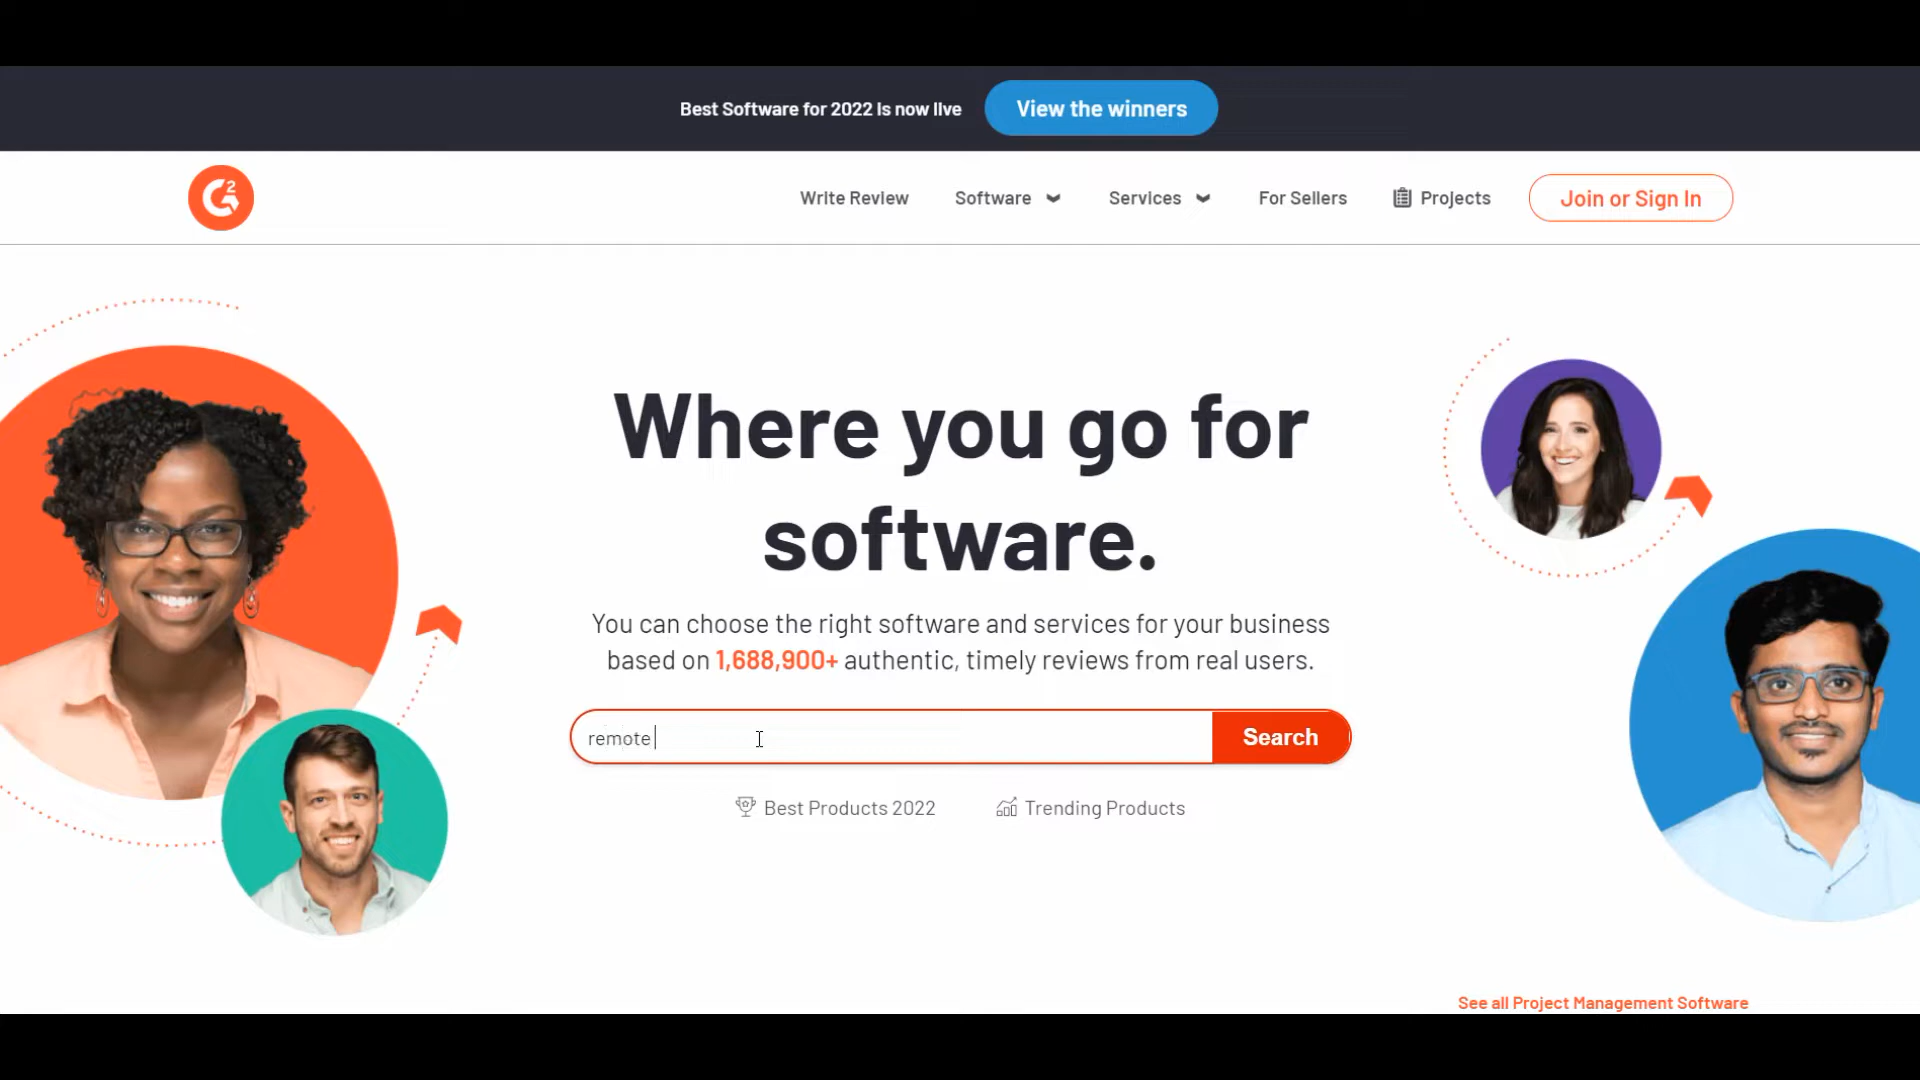 Best Software for 2022 is now live
View the winners
G2
Write Review
Software
Services
For Sellers
Projects
Join or Sign In
Where you go for
software.
You can choose the right software and services for your business
based on 1,688,900+ authentic, timely reviews from real users.
remote
Search
Best Products 2022
Trending Products
See all Project Management Software